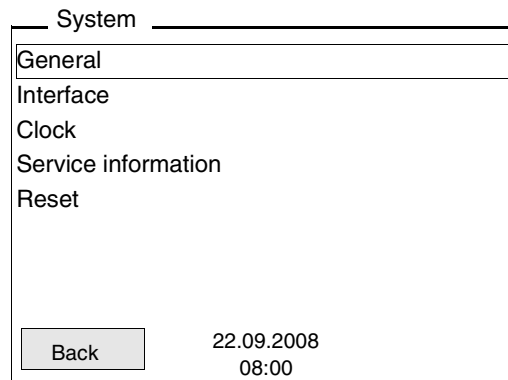 System
General
Interface
Clock
Service information
Reset
Back
22.09.2008
08:00